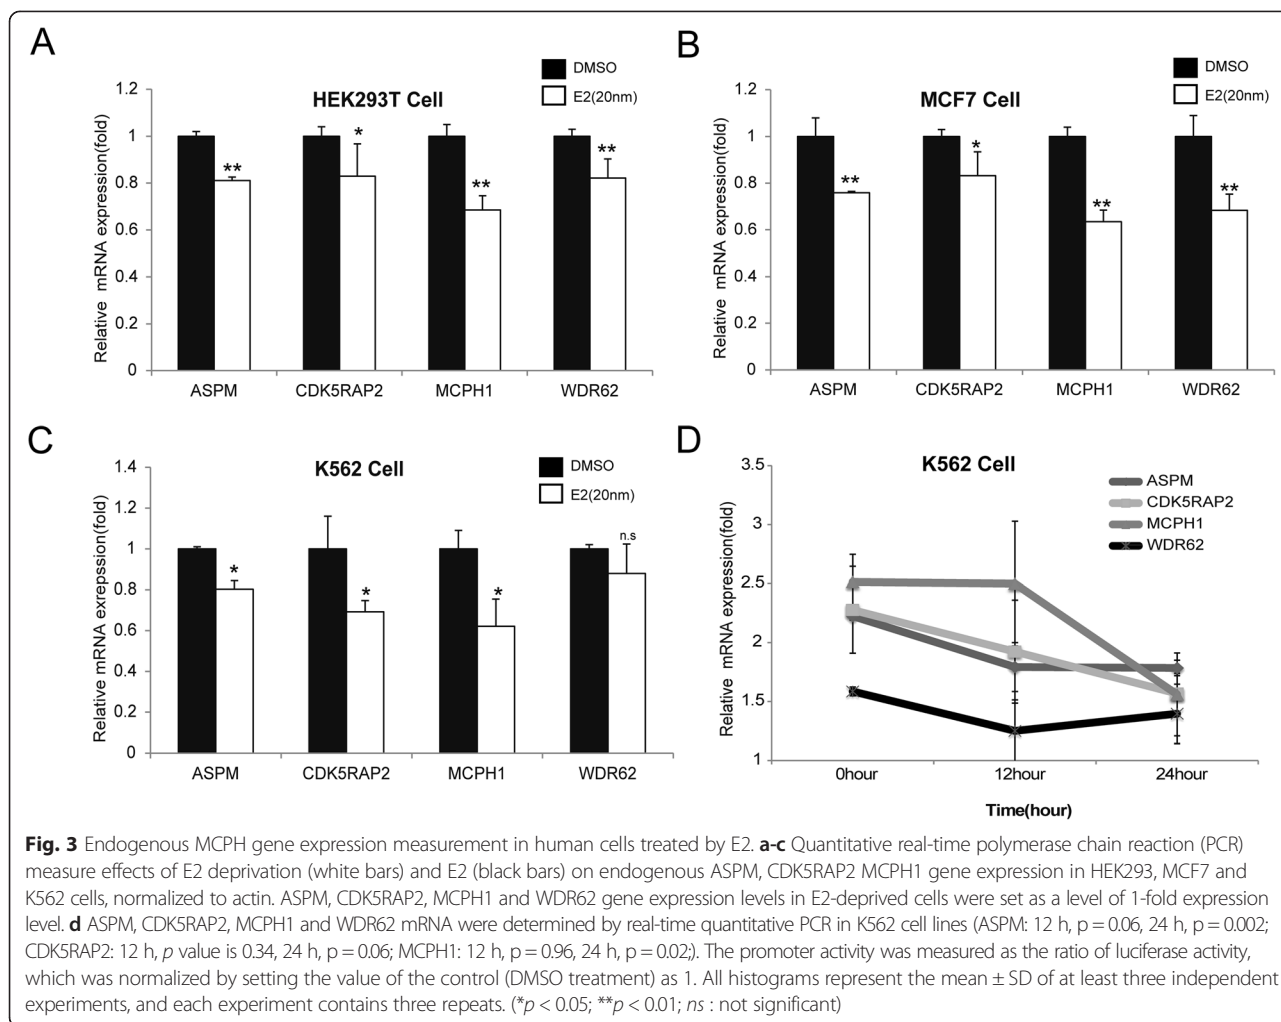 A
DMSO
E2(20nm)
HEK293T Cell
Relative mRNA expression(fold)
1.2
1
0.8
0.6
0.4
0.2
0
**
*
**
**
ASPM CDK5RAP2 MCPH1 WDR62
B
DMSO
E2(20nm)
MCF7 Cell
Relative mRNA expression(fold)
1.2
1
0.8
0.6
0.4
0.2
0
**
*
**
**
ASPM CDK5RAP2 MCPH1 WDR62
C
K562 Cell
DMSO
E2(20nm)
Relative mRNA exrepssion(fold)
1.4
1.2
1
0.8
0.6
0.4
0.2
0
*
*
*
n.s
ASPM CDK5RAP2 MCPH1 WDR62
D
K562 Cell
ASPM
CDK5RAP2
MCPH1
WDR62
Relative mRNA expression(fold)
3.5
3
2.5
2
1.5
1
0hour 12hour 24hour
Time(hour)
Fig. 3 Endogenous MCPH gene expression measurement in human cells treated by E2. a-c Quantitative real-time polymerase chain reaction (PCR)
measure effects of E2 deprivation (white bars) and E2 (black bars) on endogenous ASPM, CDK5RAP2 MCPH1 gene expression in HEK293, MCF7 and
K562 cells, normalized to actin. ASPM, CDK5RAP2, MCPH1 and WDR62 gene expression levels in E2-deprived cells were set as a level of 1-fold expression
level. d ASPM, CDK5RAP2, MCPH1 and WDR62 mRNA were determined by real-time quantitative PCR in K562 cell lines (ASPM: 12 h, p = 0.06, 24 h, p = 0.002;
CDK5RAP2: 12 h, p value is 0.34, 24 h, p = 0.06; MCPH1: 12 h, p = 0.96, 24 h, p = 0.02;). The promoter activity was measured as the ratio of luciferase activity,
which was normalized by setting the value of the control (DMSO treatment) as 1. All histograms represent the mean ± SD of at least three independent
experiments, and each experiment contains three repeats. (*p < 0.05; **p < 0.01; ns : not significant)